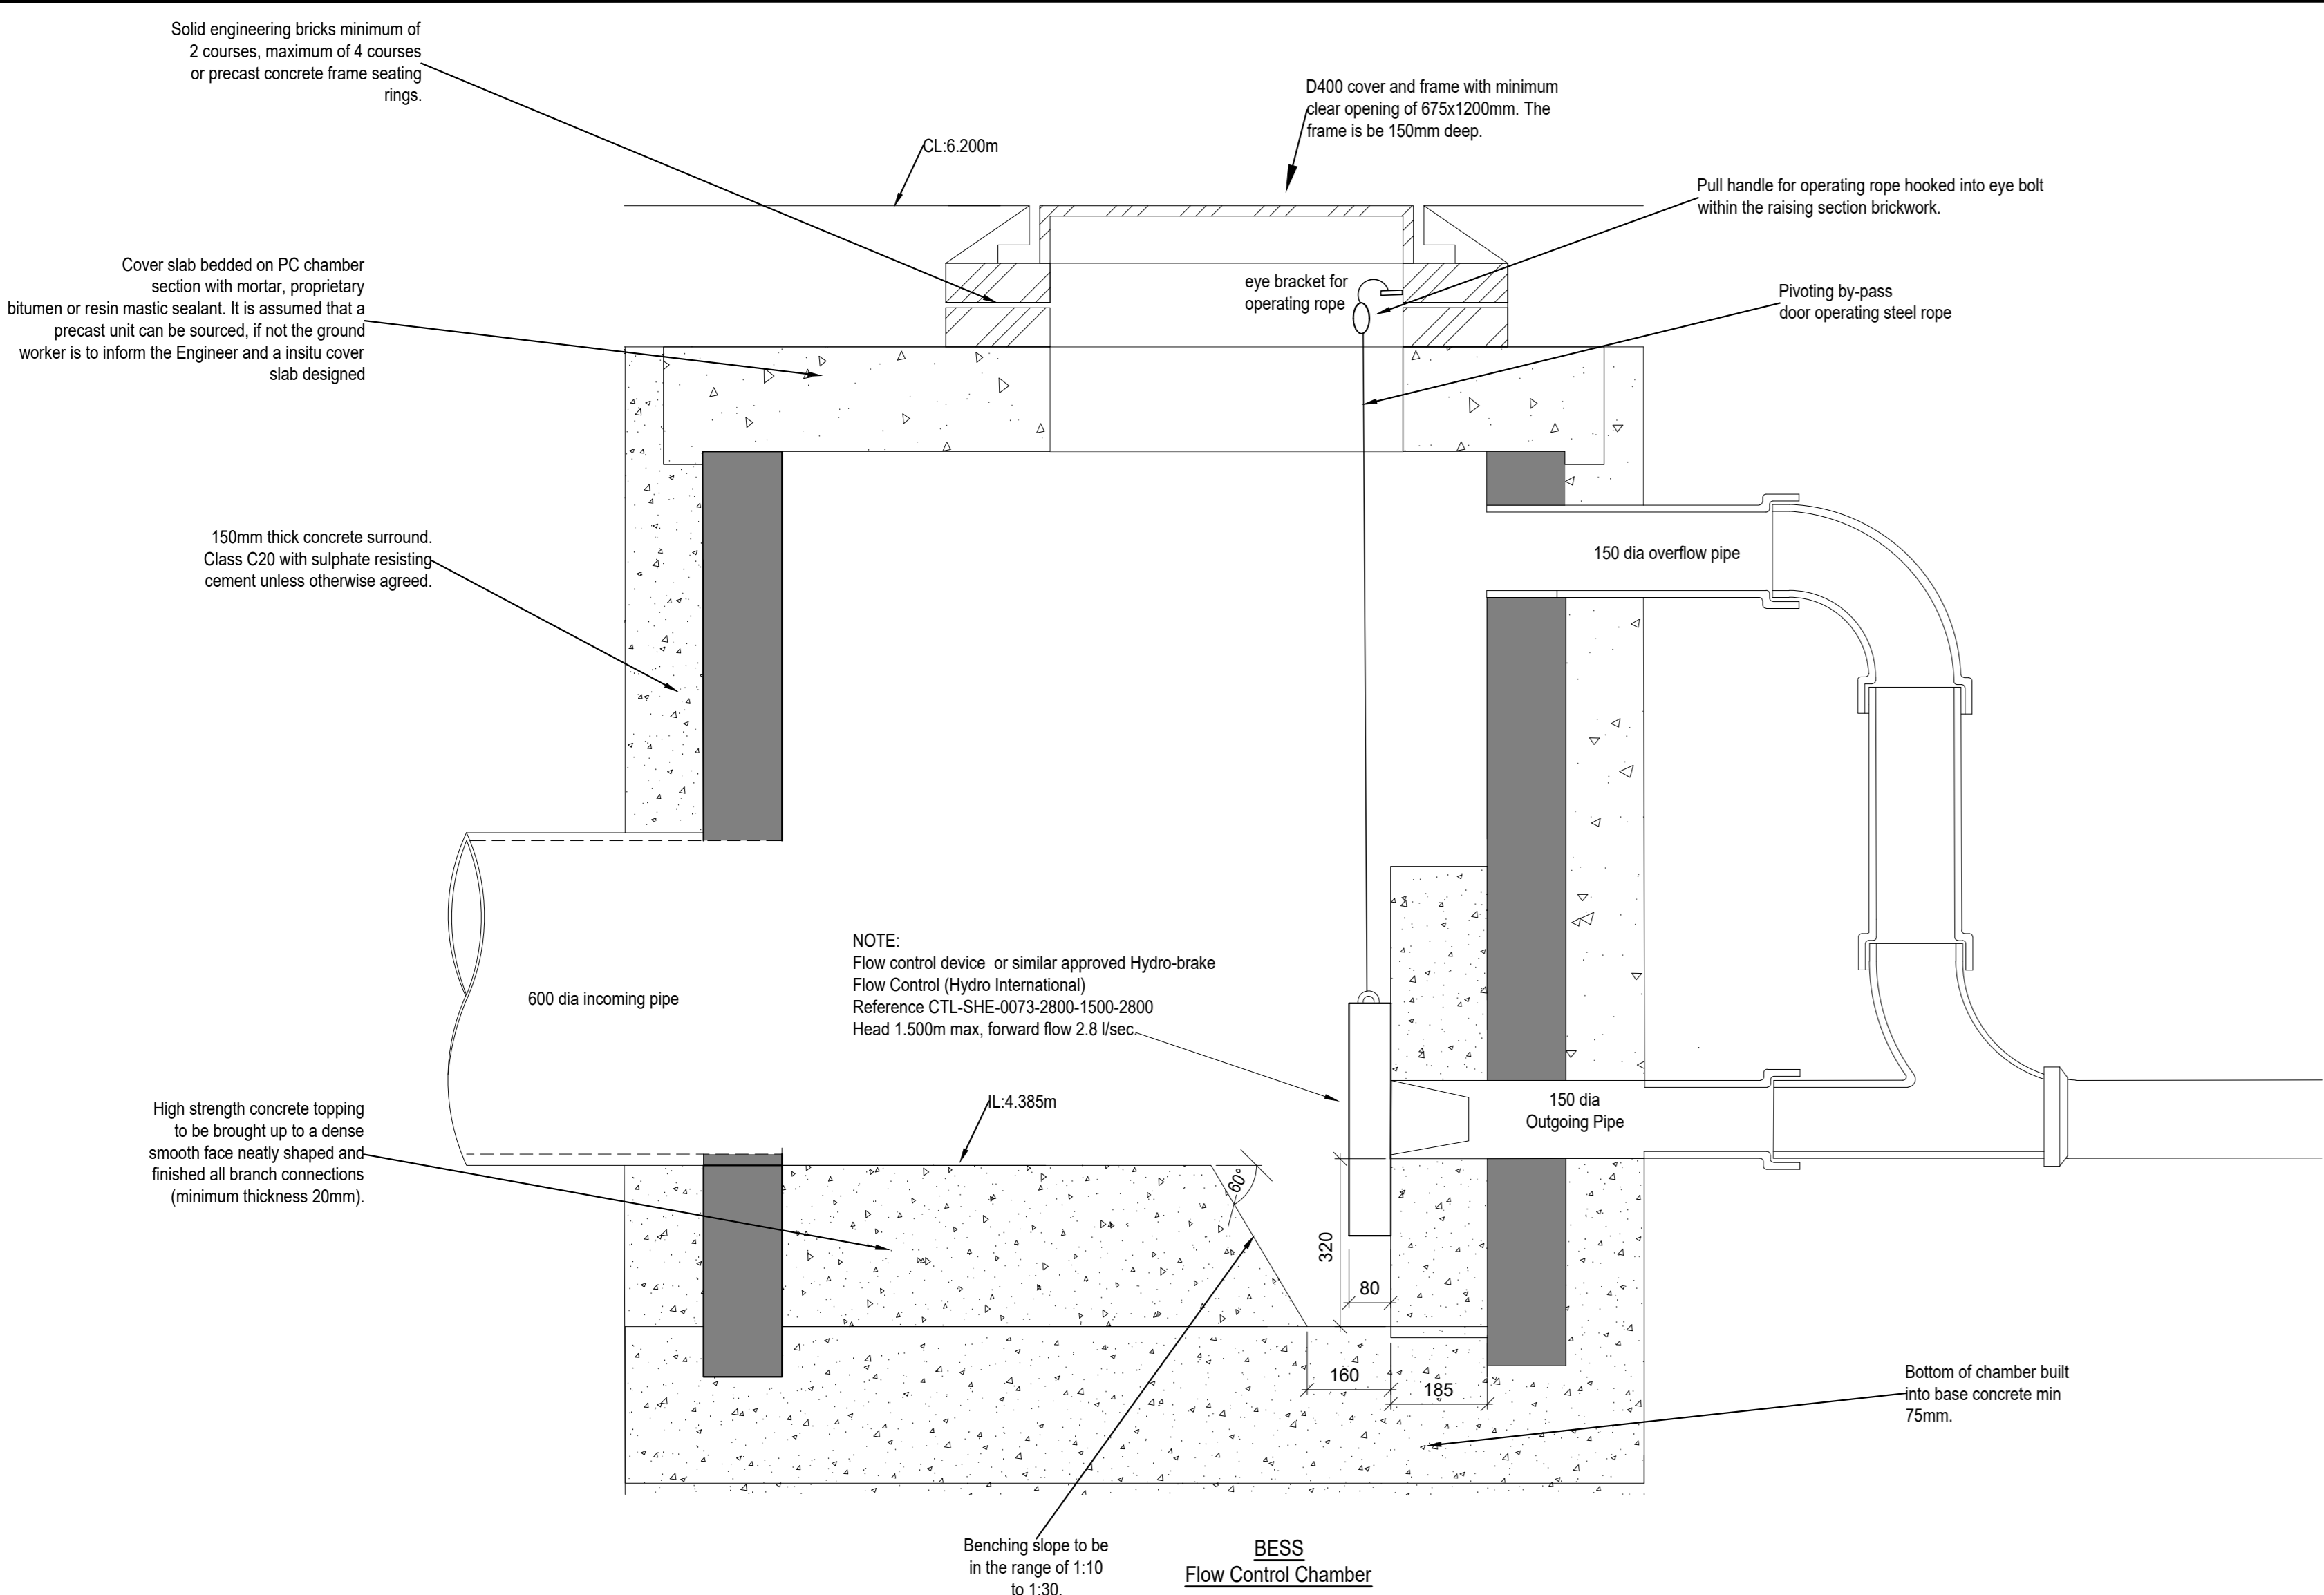 Solid engineering bricks minimum of
2 courses, maximum of 4 courses
or precast concrete frame seating
rings.
D400 cover and frame with minimum
clear opening of 675x1200mm. The
frame is be 150mm deep.
CL:6.200m
Pull handle for operating rope hooked into eye bolt
within the raising section brickwork.
Cover slab bedded on PC chamber
section with mortar, proprietary
bitumen or resin mastic sealant. It is assumed that a
precast unit can be sourced, if not the ground
worker is to inform the Engineer and a insitu cover
slab designed
eye bracket for
operating rope
Pivoting by-pass
door operating steel rope
150mm thick concrete surround.
Class C20 with sulphate resisting
cement unless otherwise agreed.
150 dia overflow pipe
600 dia incoming pipe
NOTE:
Flow control device  or similar approved Hydro-brake
Flow Control (Hydro International)
Reference CTL-SHE-0073-2800-1500-2800
Head 1.500m max, forward flow 2.8 l/sec.
High strength concrete topping
to be brought up to a dense
smooth face neatly shaped and
finished all branch connections
(minimum thickness 20mm).
IL:4.385m
150 dia
Outgoing Pipe
60°
320
80
160
185
Bottom of chamber built
into base concrete min
75mm.
Benching slope to be
in the range of 1:10
to 1:30.
BESS
Flow Control Chamber